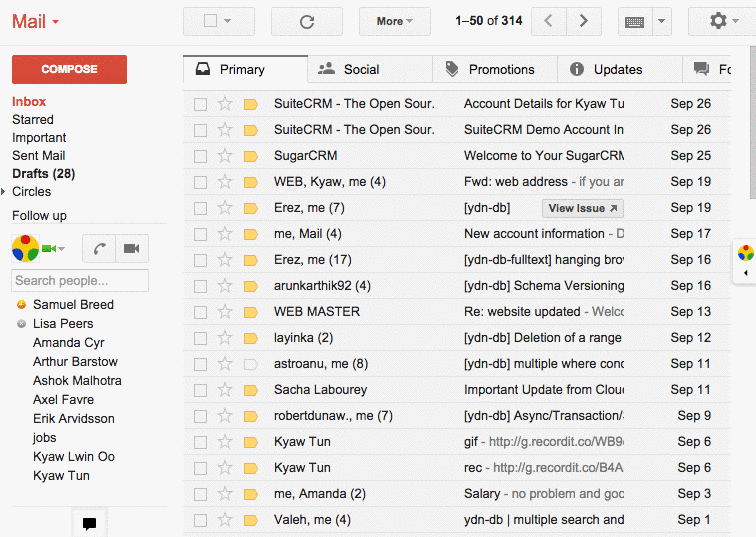 Mail
More
1–50 of 314
COMPOSE
Primary
Social
Promotions
Updates
Fo
Inbox
Starred
Important
Sent Mail
Drafts (28)
Circles
Follow up
Search people...
Samuel Breed
Lisa Peers
Amanda Cyr
Arthur Barstow
Ashok Malhotra
Axel Favre
Erik Arvidsson
jobs
Kyaw Lwin Oo
Kyaw Tun
SuiteCRM - The Open Sour. Account Details for Kyaw Tu Sep 26
SuiteCRM - The Open Sour. SuiteCRM Demo Account In Sep 26
SugarCRM Welcome to Your SugarCRM Sep 25
WEB, Kyaw, me (4) Fwd: web address - if you ar Sep 19
Erez, me (7) [ydn-db] View Issue Sep 19
me, Mail (4) New account information - D Sep 17
Erez, me (16) [ydn-db-fulltext] hanging brov Sep 16
arunkarthik92 (4) [ydn-db] Schema Versioning Sep 16
WEB MASTER Re: website updated - Welco Sep 13
layinka (2) [ydn-db] Deletion of a range Sep 12
astroanu, me (8) [ydn-db] multiple where conc Sep 11
Sacha Labourey Important Update from Clou Sep 11
robertdunaw., me (7) [ydn-db] Async/Transaction/ Sep 9
Kyaw Tun gif - http://g.recordit.co/WB9 Sep 6
Kyaw Tun rec - http://g.recordit.co/B4A Sep 6
me, Amanda (2) Salary - no problem and goo Sep 3
Valeh, me (4) ydn-db | multiple search and Sep 1